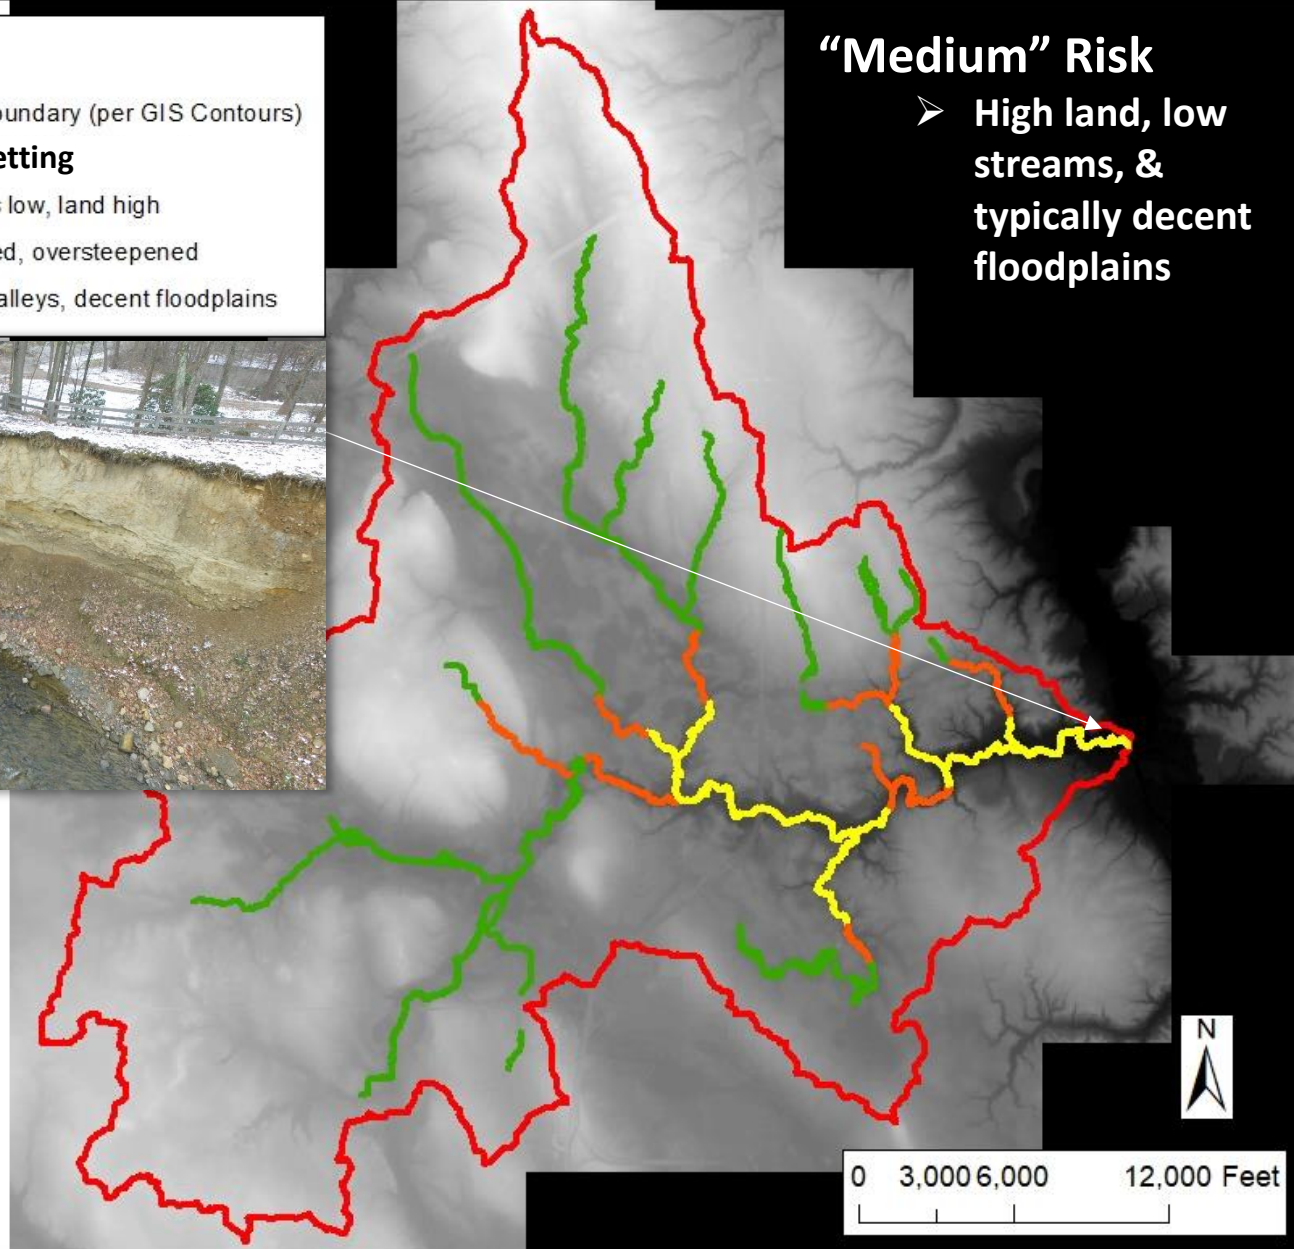 “Medium” Risk
➢ High land, low
streams, &
typically decent
floodplains
oundary (per GIS Contours)
etting
low, land high
ed, oversteepened
alleys, decent floodplains
N
0 3,000 6,000 12,000 Feet